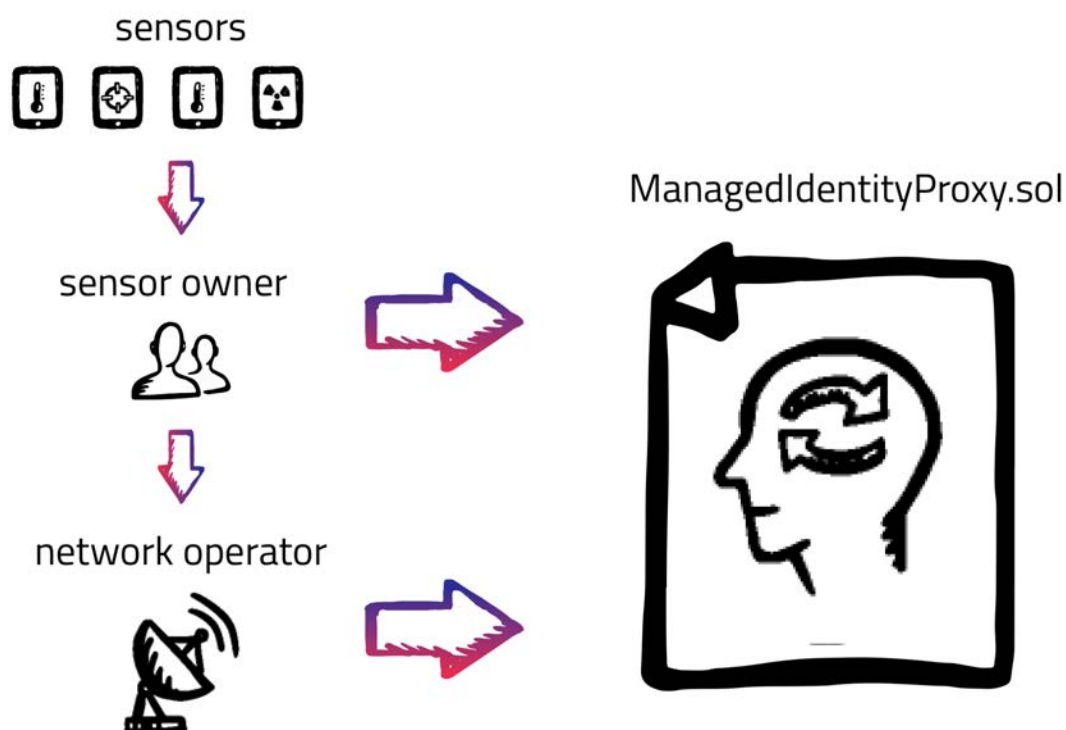 sensors
ManagedIdentityProxy.sol
sensor owner
network operator